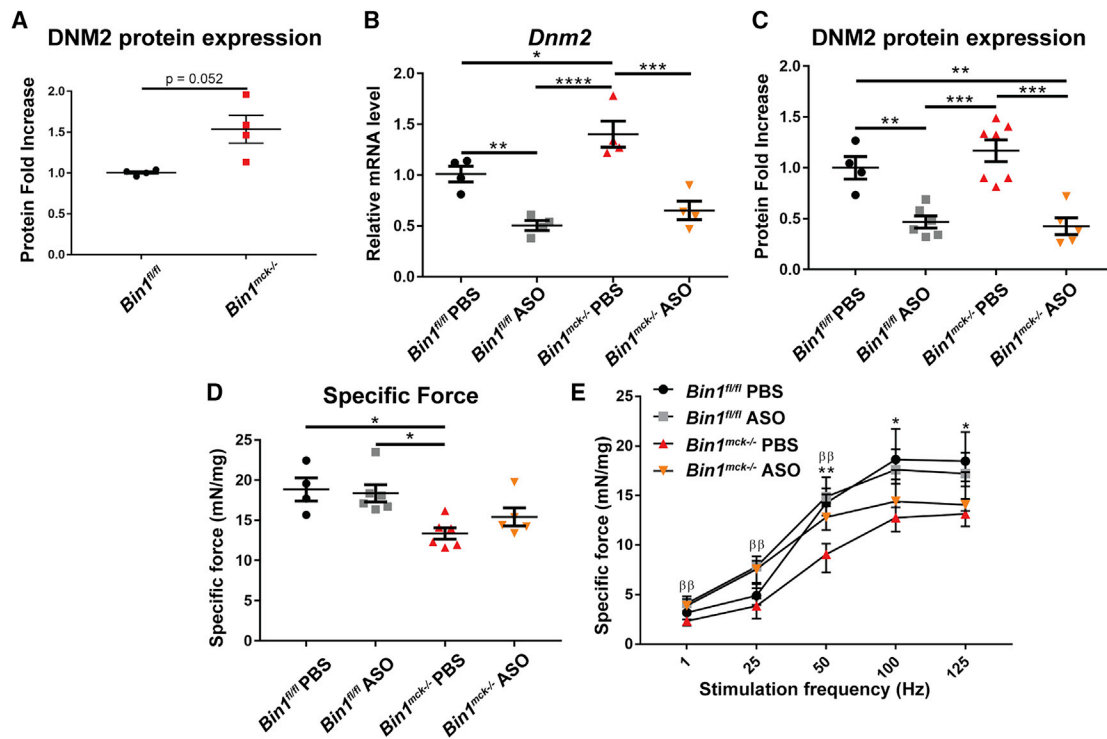 A
DNM2 protein expression
p = 0.052
Protein Fold Increase
2.0
1.5
1.0
0.5
0.0
Bin1fl/fl
Bin1mck-/-
B
Dnm2
*
****
***
**
Relative mRNA level
2.0
1.5
1.0
0.5
0.0
Bin1fl/fl PBS
Bin1fl/fl ASO
Bin1mck-/- PBS
Bin1mck-/- ASO
C
DNM2 protein expression
**
***
***
**
Protein Fold Increase
2.0
1.5
1.0
0.5
0.0
Bin1fl/fl PBS
Bin1fl/fl ASO
Bin1mck-/- PBS
Bin1mck-/- ASO
D
Specific Force
*
*
Specific force (mN/mg)
25
20
15
10
5
0
Bin1fl/fl PBS
Bin1fl/fl ASO
Bin1mck-/- PBS
Bin1mck-/- ASO
E
Bin1fl/fl PBS
Bin1fl/fl ASO
Bin1mck-/- PBS
Bin1mck-/- ASO
ββ
ββ
ββ
**
*
*
Specific force (mN/mg)
25
20
15
10
5
0
1
25
50
100
125
Stimulation frequency (Hz)